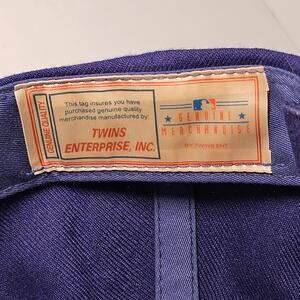 GENUINE QUALITY
This tag insures you have
purchased genuine quality
merchandise manufactured by:
TWINS
ENTERPRISE, INC.
GENUINE
MERCHANDISE
BY TWINS ENT.